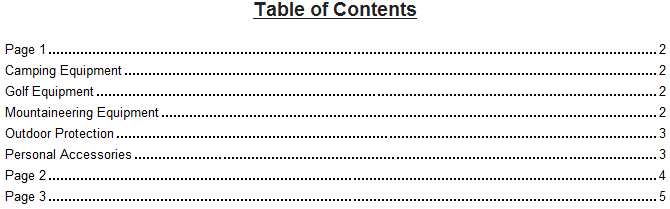 Table of Contents
Page 1 ........................................................................ 2
Camping Equipment ........................................................................ 2
Golf Equipment ........................................................................ 2
Mountaineering Equipment ........................................................................ 2
Outdoor Protection ........................................................................ 3
Personal Accessories ........................................................................ 3
Page 2 ........................................................................ 4
Page 3 ........................................................................ 5